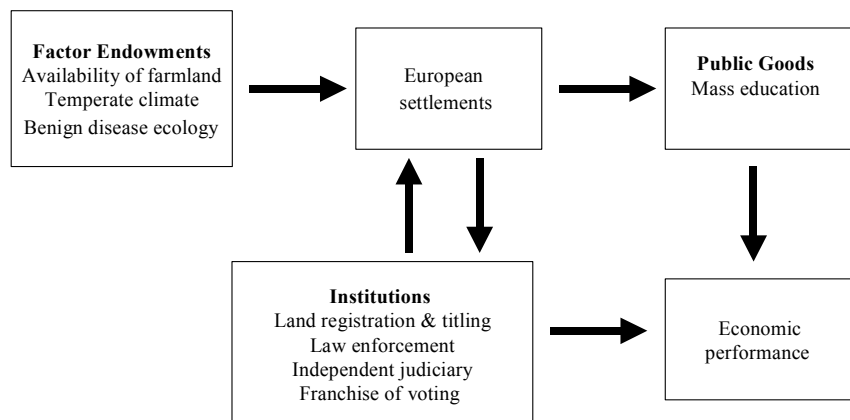 Factor Endowments
Availability of farmland
Temperate climate
Benign disease ecology
European
settlements
Public Goods
Mass education
Institutions
Land registration & titling
Law enforcement
Independent judiciary
Franchise of voting
Economic
performance